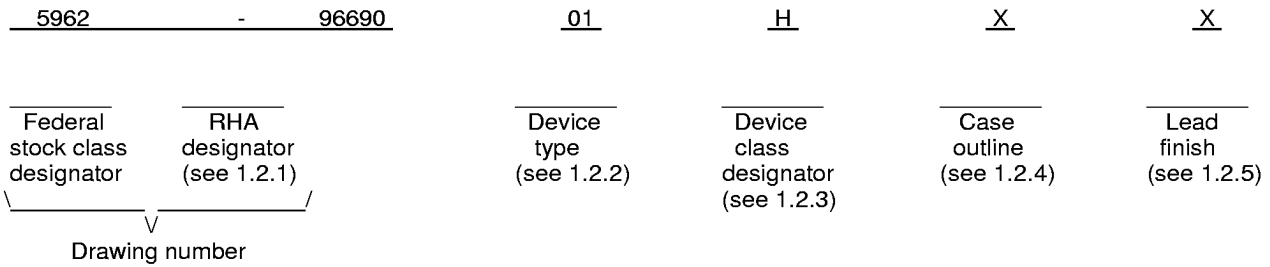 5962 - 96690 01 H X X
Federal RHA Device Device Case Lead
stock class designator type class outline finish
designator (see 1.2.1) (see 1.2.2) designator (see 1.2.4) (see 1.2.5)
(see 1.2.3)
Drawing number